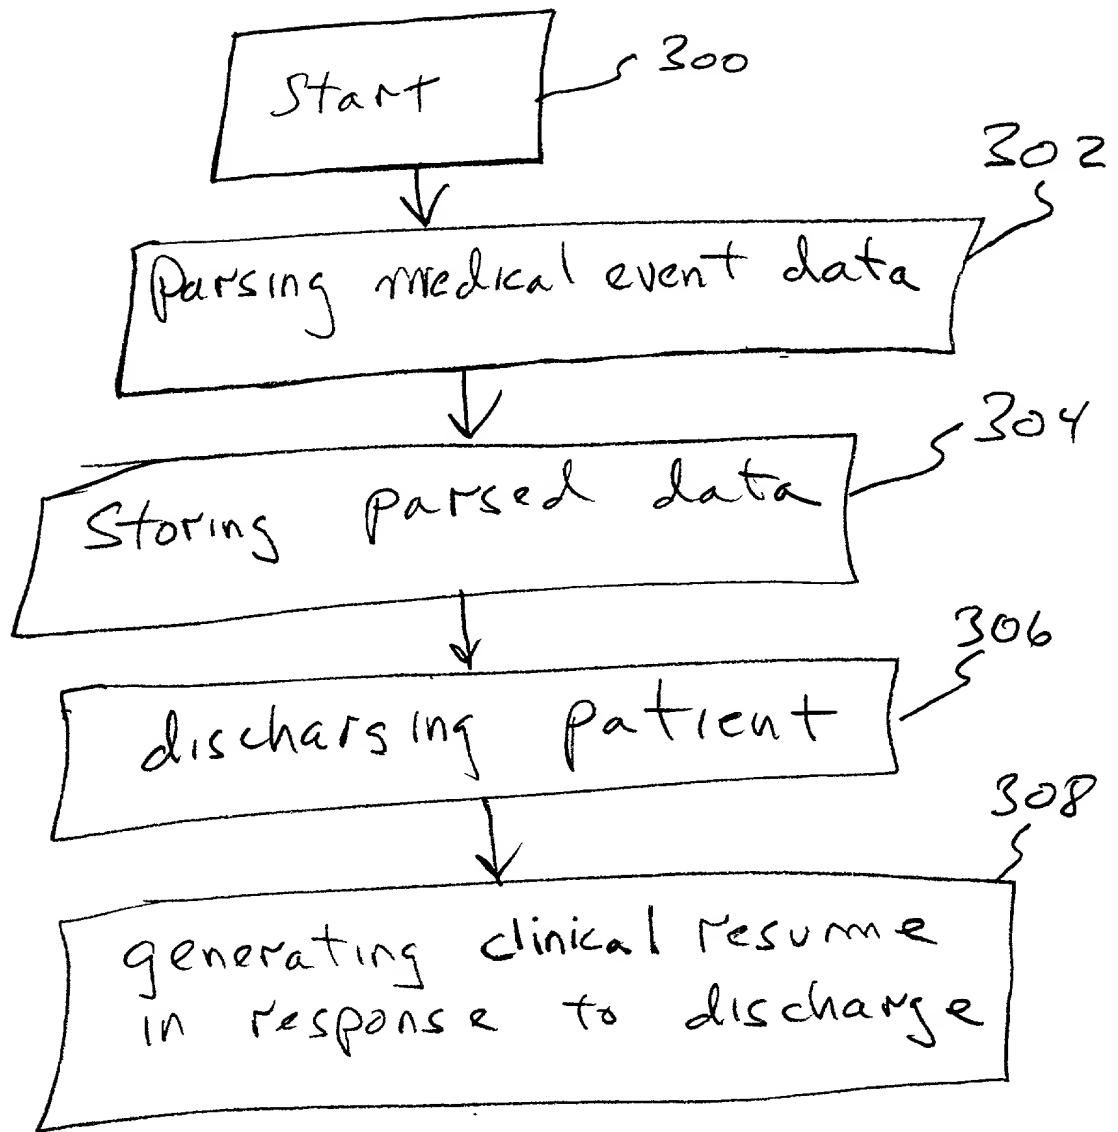 Start
300
302
Parsing medical event data
304
Storing parsed data
306
discharging patient
308
generating clinical resume
in response to discharge